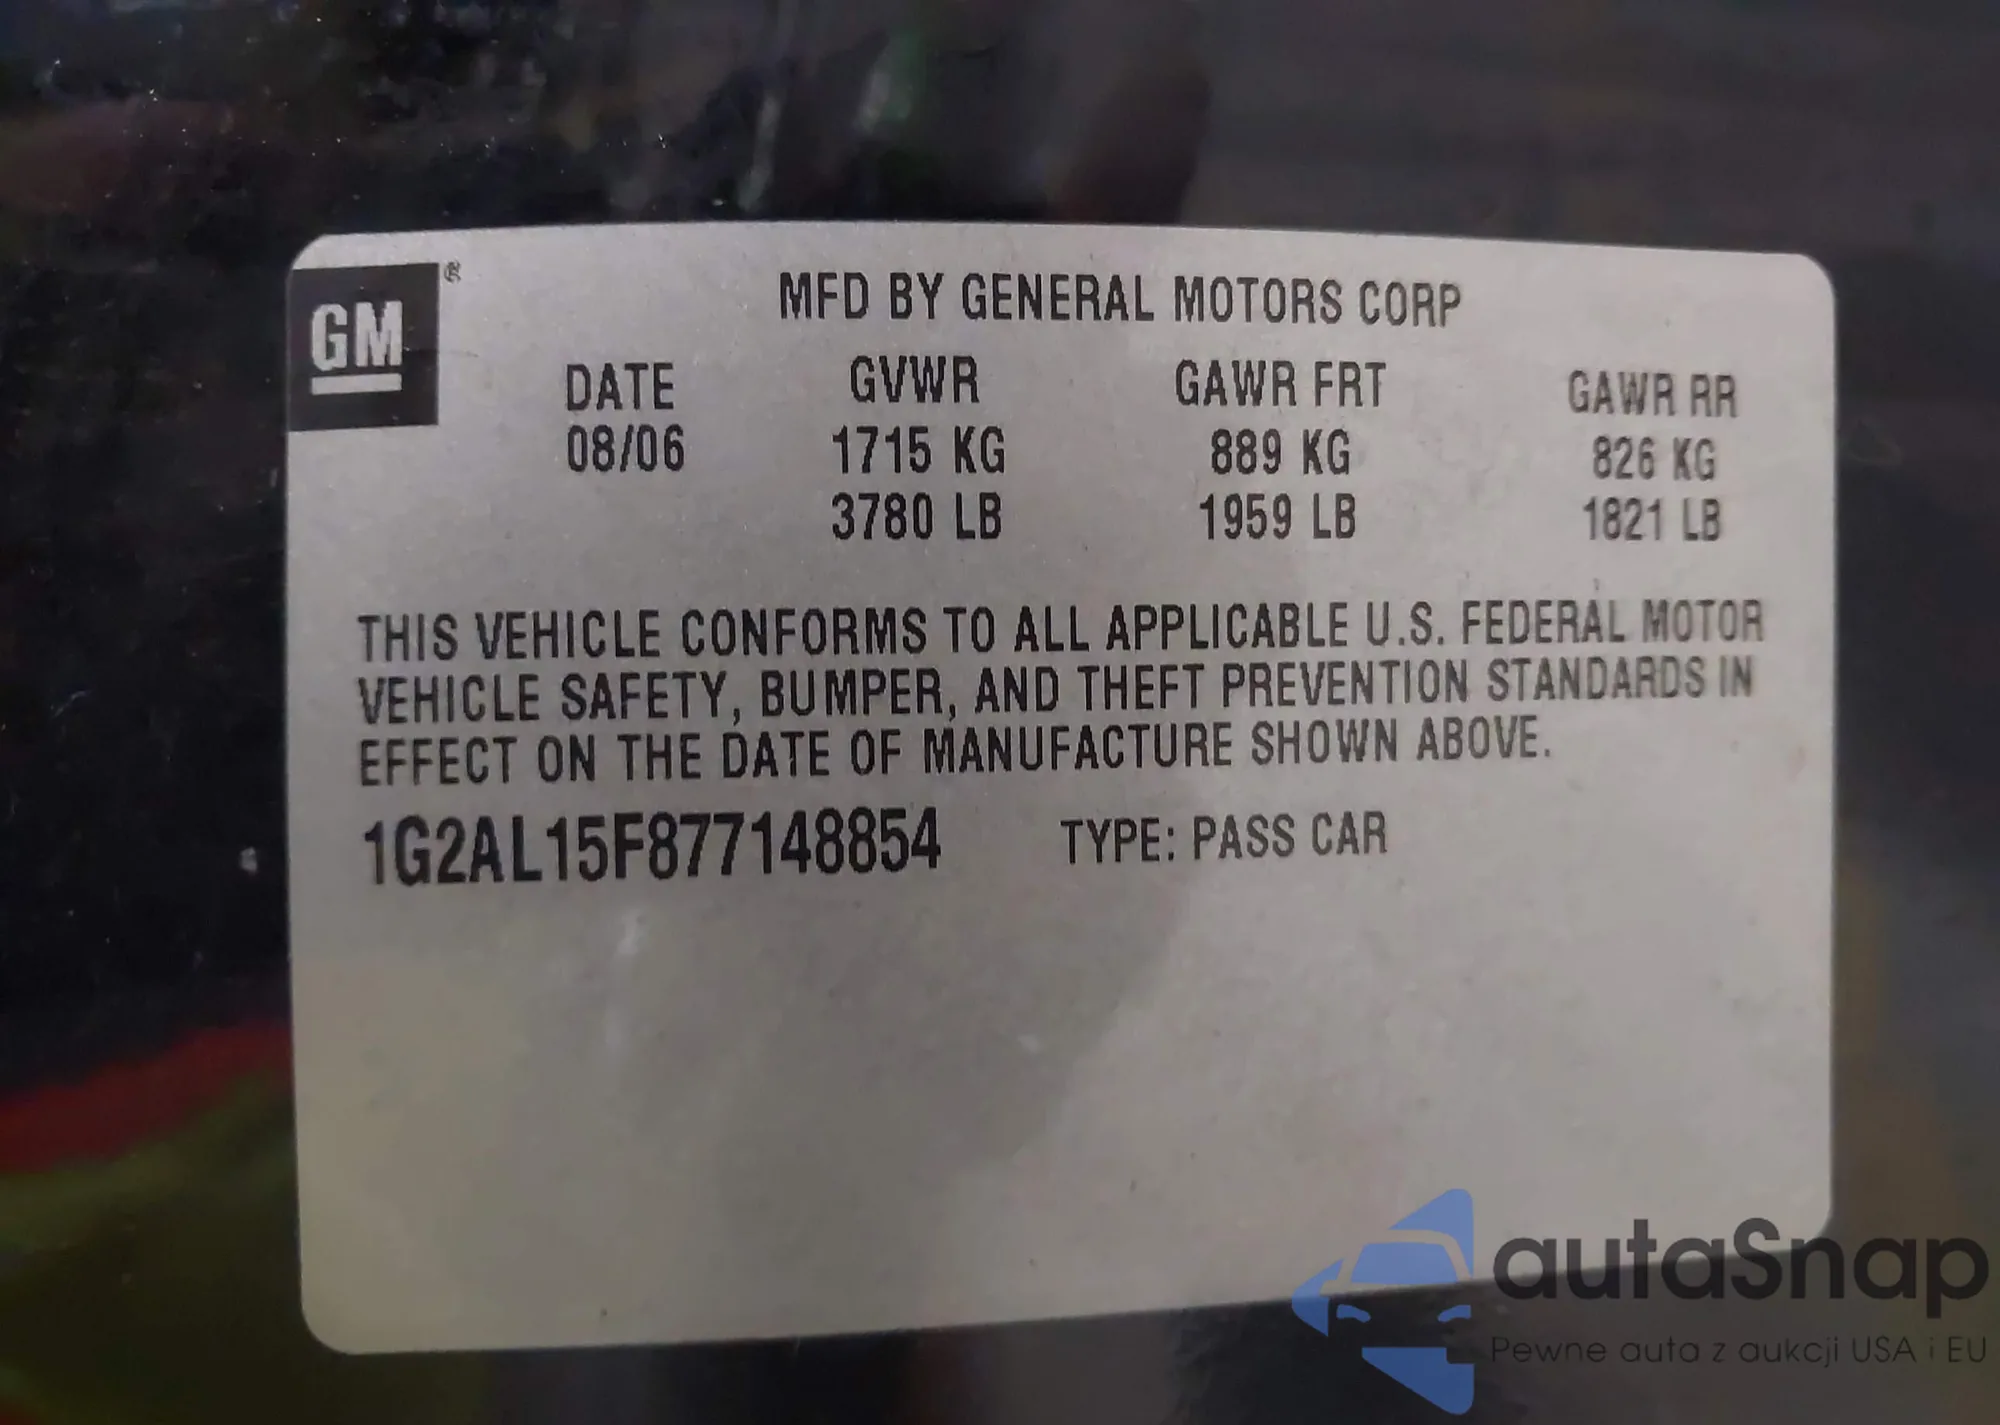 GM ®
MFD BY GENERAL MOTORS CORP
DATE GVWR GAWR FRT GAWR RR
08/06 1715 KG 889 KG 826 KG
3780 LB 1959 LB 1821 LB
THIS VEHICLE CONFORMS TO ALL APPLICABLE U.S. FEDERAL MOTOR
VEHICLE SAFETY, BUMPER, AND THEFT PREVENTION STANDARDS IN
EFFECT ON THE DATE OF MANUFACTURE SHOWN ABOVE.
1G2AL15F877148854 TYPE: PASS CAR
autaSnap
Pewne auta z aukcji USA i EU